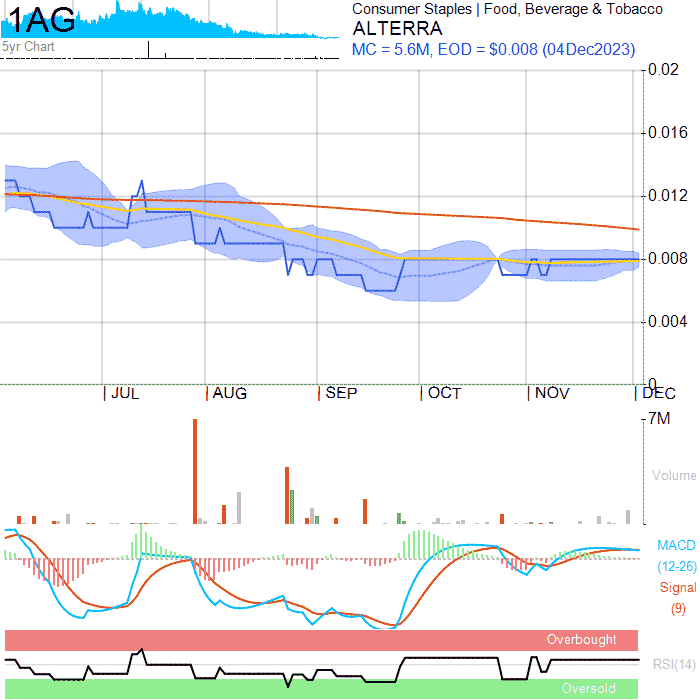 1AG
5yr Chart
Consumer Staples | Food, Beverage & Tobacco
ALTERRA
MC = 5.6M, EOD = $0.008 (04Dec2023)
0.02
0.016
0.012
0.008
0.004
0
JUL AUG SEP OCT NOV DEC
7M
Volume
MACD
(12-26)
Signal
(9)
Overbought
RSI(14)
Oversold